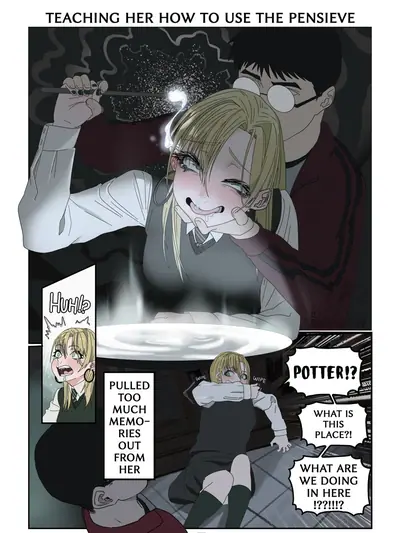 TEACHING HER HOW TO USE THE PENSIEVE
HUH!?
PULLED
TOO
MUCH
MEMO-
RIES
OUT
FROM
HER
WIPE
POTTER!?
WHAT IS
THIS
PLACE?!
WHAT ARE
WE DOING
IN HERE
!??!!!?